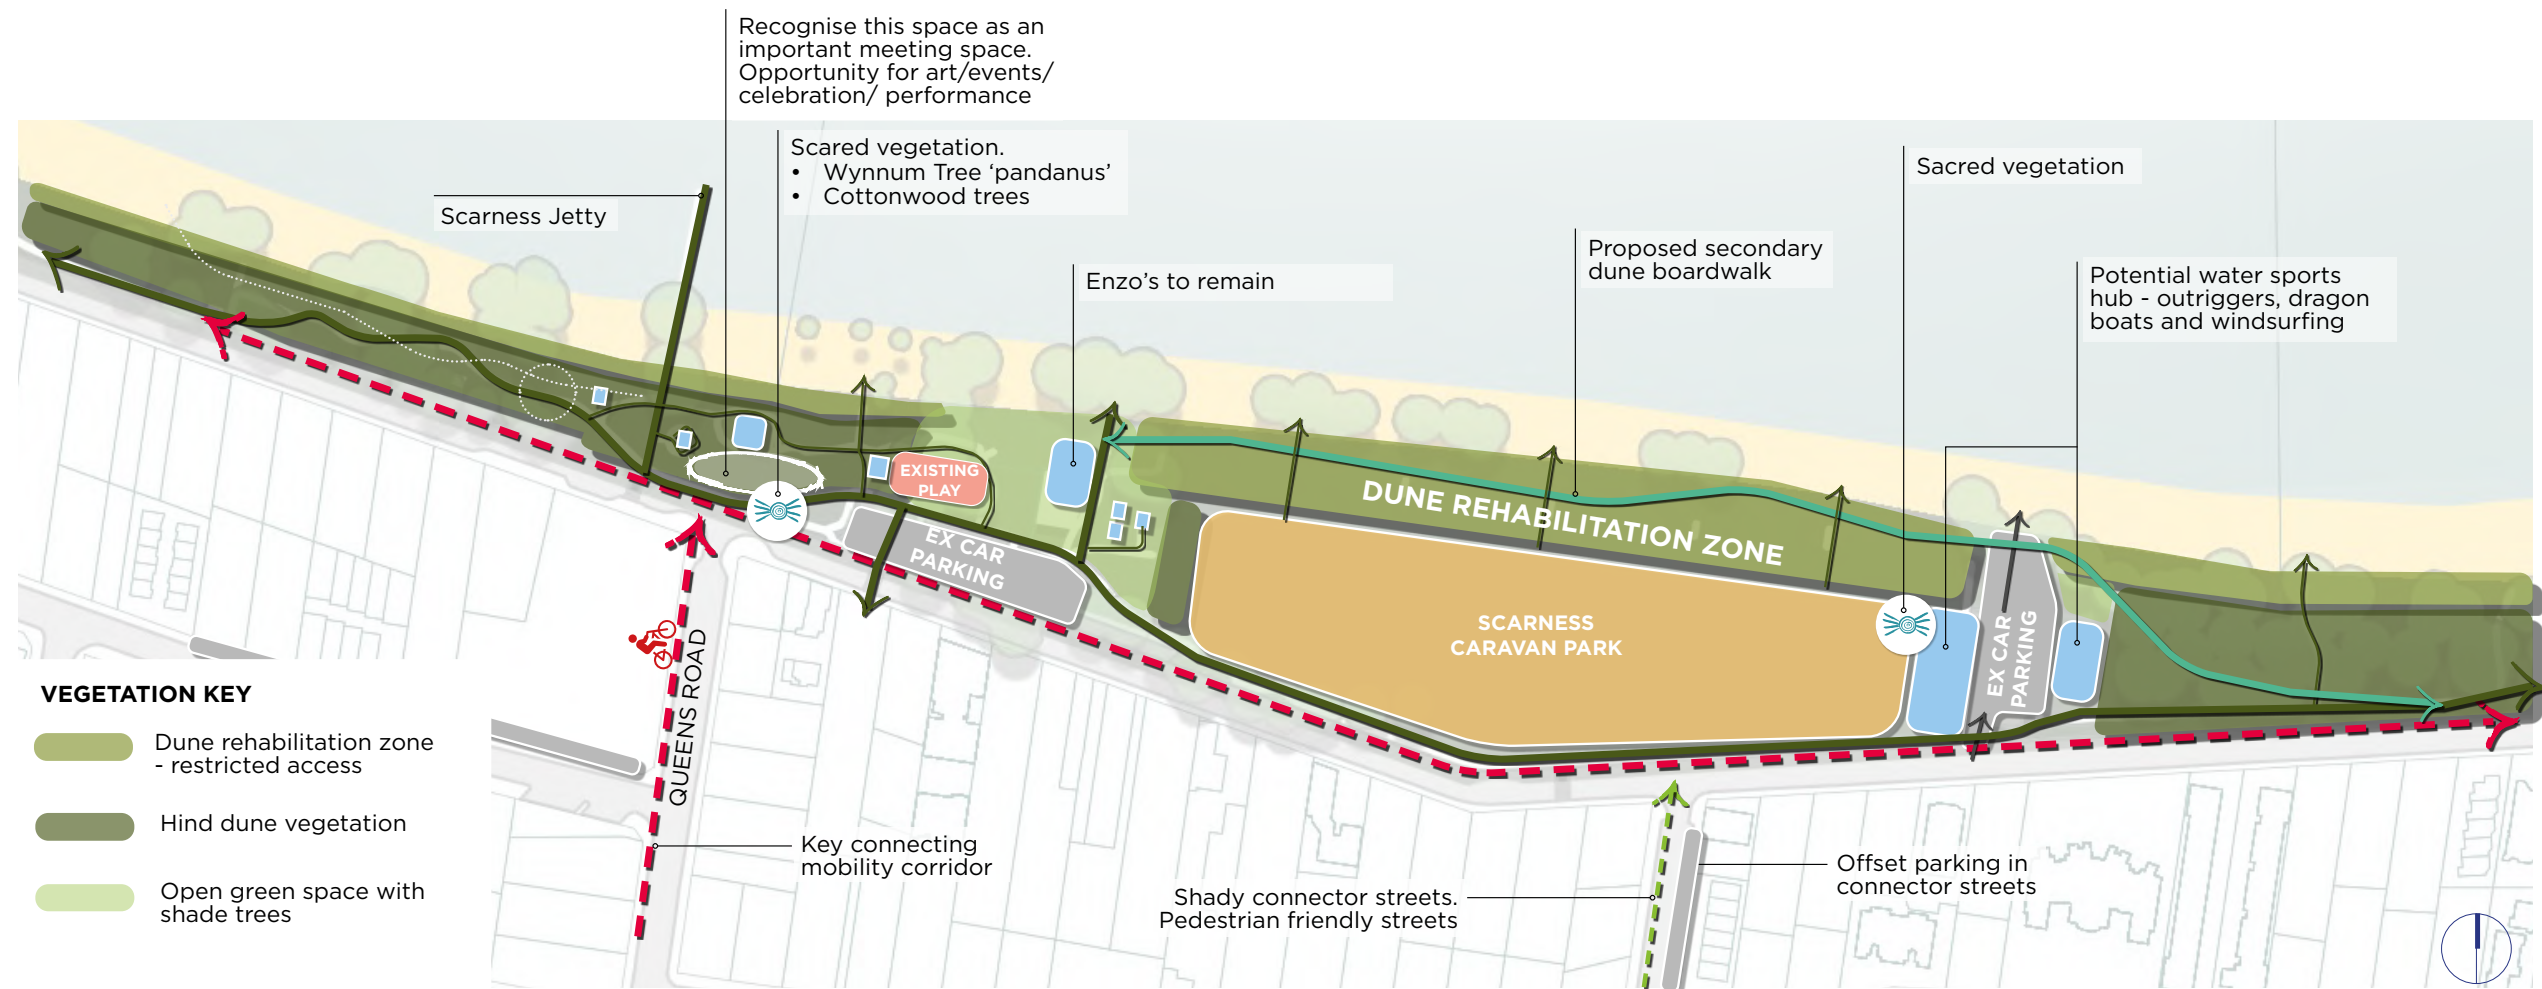 Recognise this space as an
important meeting space.
Opportunity for art/events/
celebration/ performance
Scared vegetation.
• Wynnum Tree ‘pandanus’
• Cottonwood trees
Sacred vegetation
Scarness Jetty
Enzo’s to remain
Proposed secondary
dune boardwalk
Potential water sports
hub - outriggers, dragon
boats and windsurfing
EXISTING
PLAY
EX CAR
PARKING
DUNE REHABILITATION ZONE
SCARNESS
CARAVAN PARK
EX CAR
PARKING
QUEENS ROAD
VEGETATION KEY
Dune rehabilitation zone
- restricted access
Hind dune vegetation
Open green space with
shade trees
Key connecting
mobility corridor
Shady connector streets.
Pedestrian friendly streets
Offset parking in
connector streets